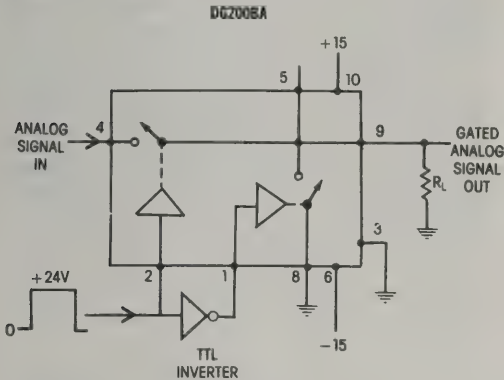 DG200BA
+15
5
10
4
9
ANALOG
SIGNAL
IN
GATED
ANALOG
SIGNAL
OUT
RL
3
2
1
8
6
+24V
0
-15
TTL
INVERTER